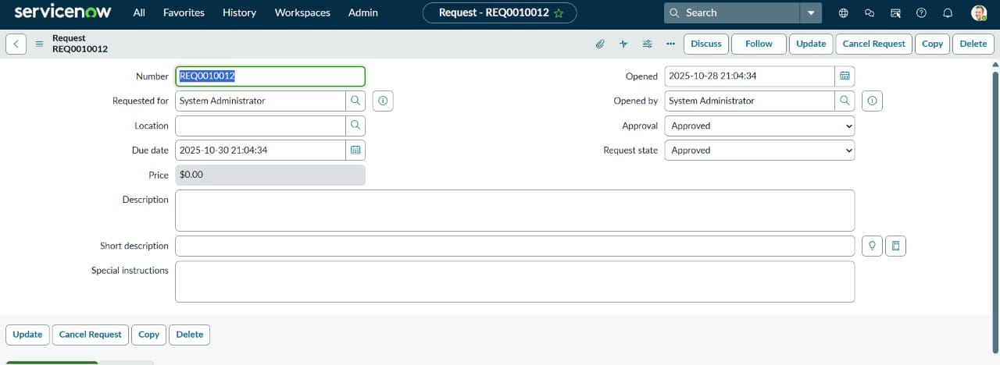 servicenow All Favorites History Workspaces Admin Request - REQ0010012 Search
Request
REQ0010012
Discuss Follow Update Cancel Request Copy Delete
Number REQ0010012 Opened 2025-10-28 21:04:34
Requested for System Administrator Opened by System Administrator
Location Approval Approved
Due date 2025-10-30 21:04:34 Request state Approved
Price $0.00
Description
Short description
Special instructions
Update Cancel Request Copy Delete